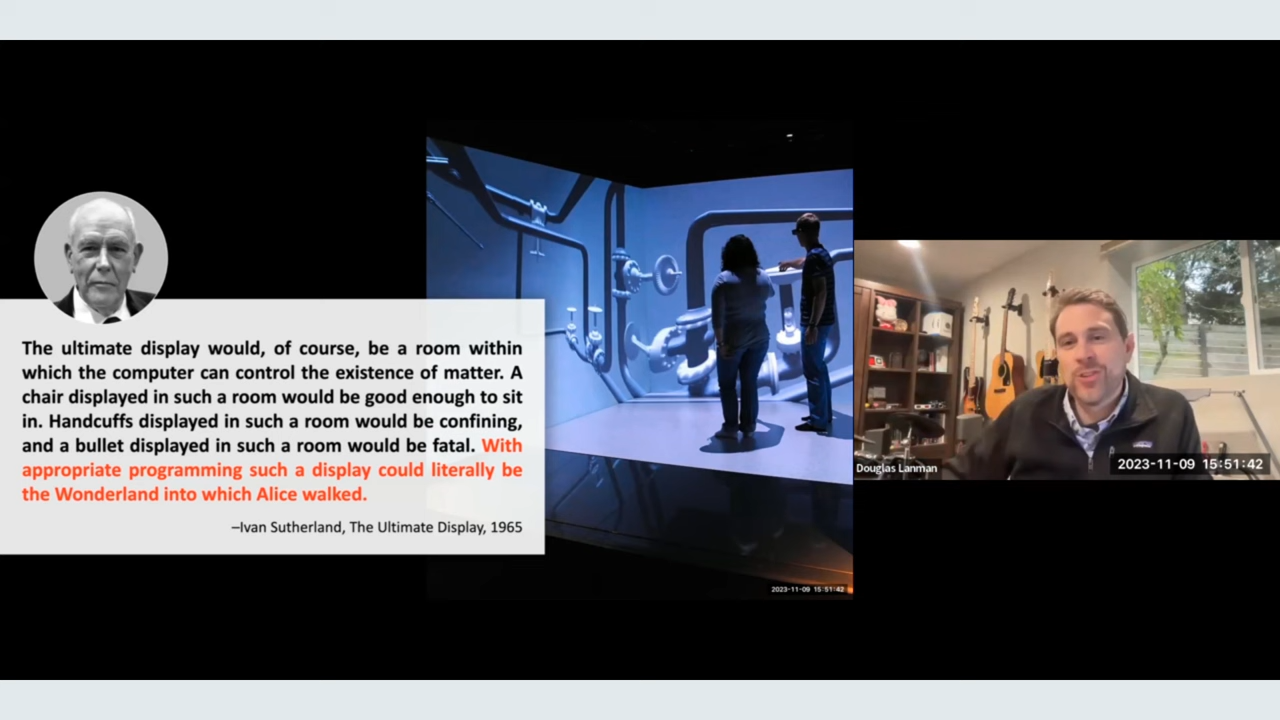 The ultimate display would, of course, be a room within
which the computer can control the existence of matter. A
chair displayed in such a room would be good enough to sit
in. Handcuffs displayed in such a room would be confining,
and a bullet displayed in such a room would be fatal. With
appropriate programming such a display could literally be
the Wonderland into which Alice walked.
–Ivan Sutherland, The Ultimate Display, 1965
2023-11-09 15:51:42
Douglas Lanman
2023-11-09 15:51:42
patagonia